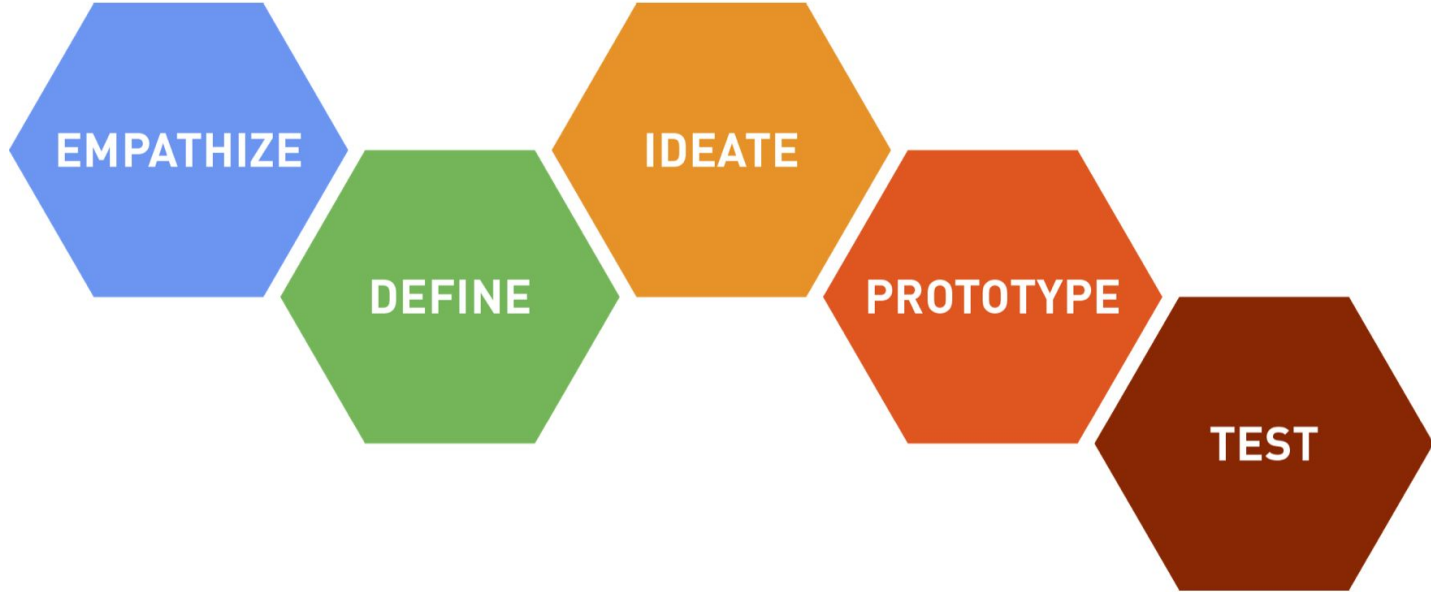 EMPATHIZE
DEFINE
IDEATE
PROTOTYPE
TEST